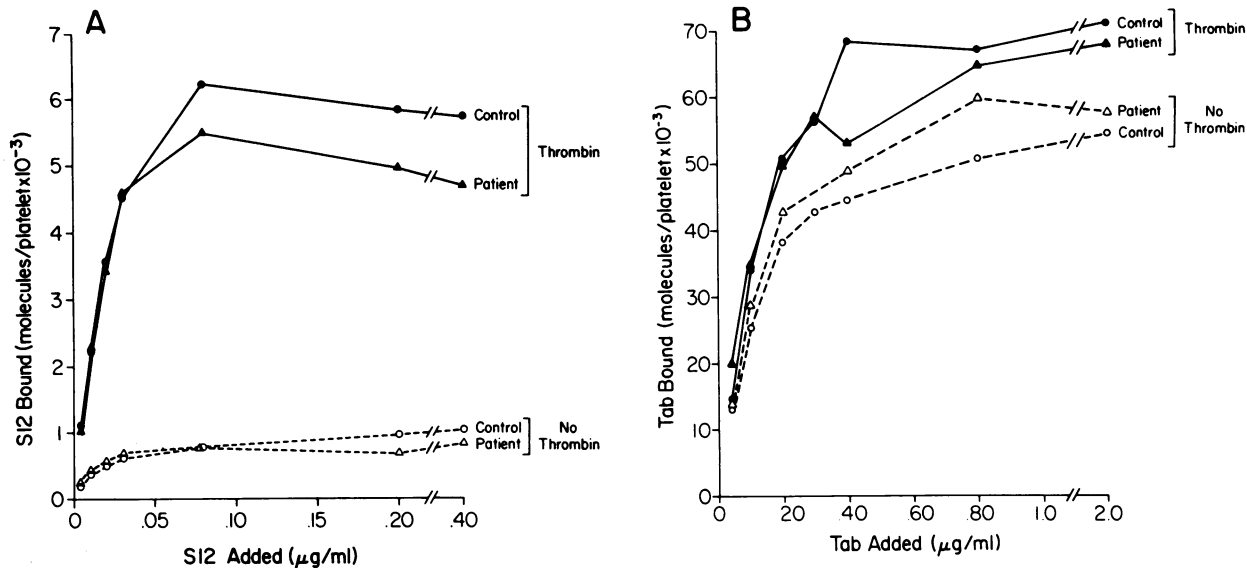 A
7
6
5
4
3
2
1
0
S12 Bound (molecules/platelet x10⁻³)
0 .05 .10 .15 .20 .40
S12 Added (μg/ml)
Control
Patient
Thrombin
Control
Patient
No
Thrombin
B
70
60
50
40
30
20
10
0
Tab Bound (molecules/platelet x 10⁻³)
0 .20 .40 .60 .80 1.0 2.0
Tab Added (μg/ml)
Control
Patient
Thrombin
Patient
Control
No
Thrombin